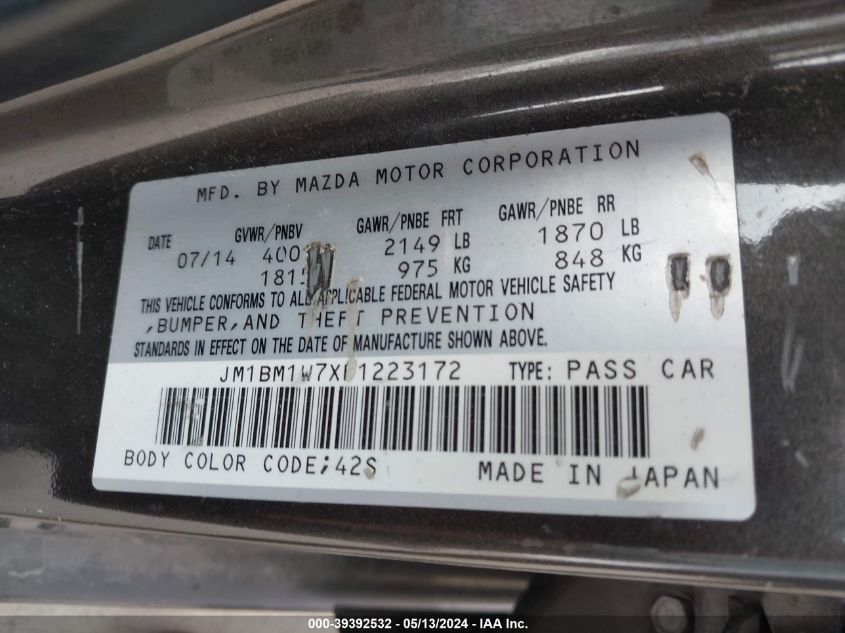 MFD. BY MAZDA MOTOR CORPORATION
DATE GVWR/PNBV GAWR/PNBE FRT GAWR/PNBE RR
07/14 2149 LB 1870 LB
975 KG 848 KG
THIS VEHICLE CONFORMS TO ALL APPLICABLE FEDERAL MOTOR VEHICLE SAFETY
,BUMPER,AND THEFT PREVENTION
STANDARDS IN EFFECT ON THE DATE OF MANUFACTURE SHOWN ABOVE.
TYPE: PASS CAR
BODY COLOR CODE;42S MADE IN JAPAN
000-39392532 - 05/13/2024 - IAA Inc.